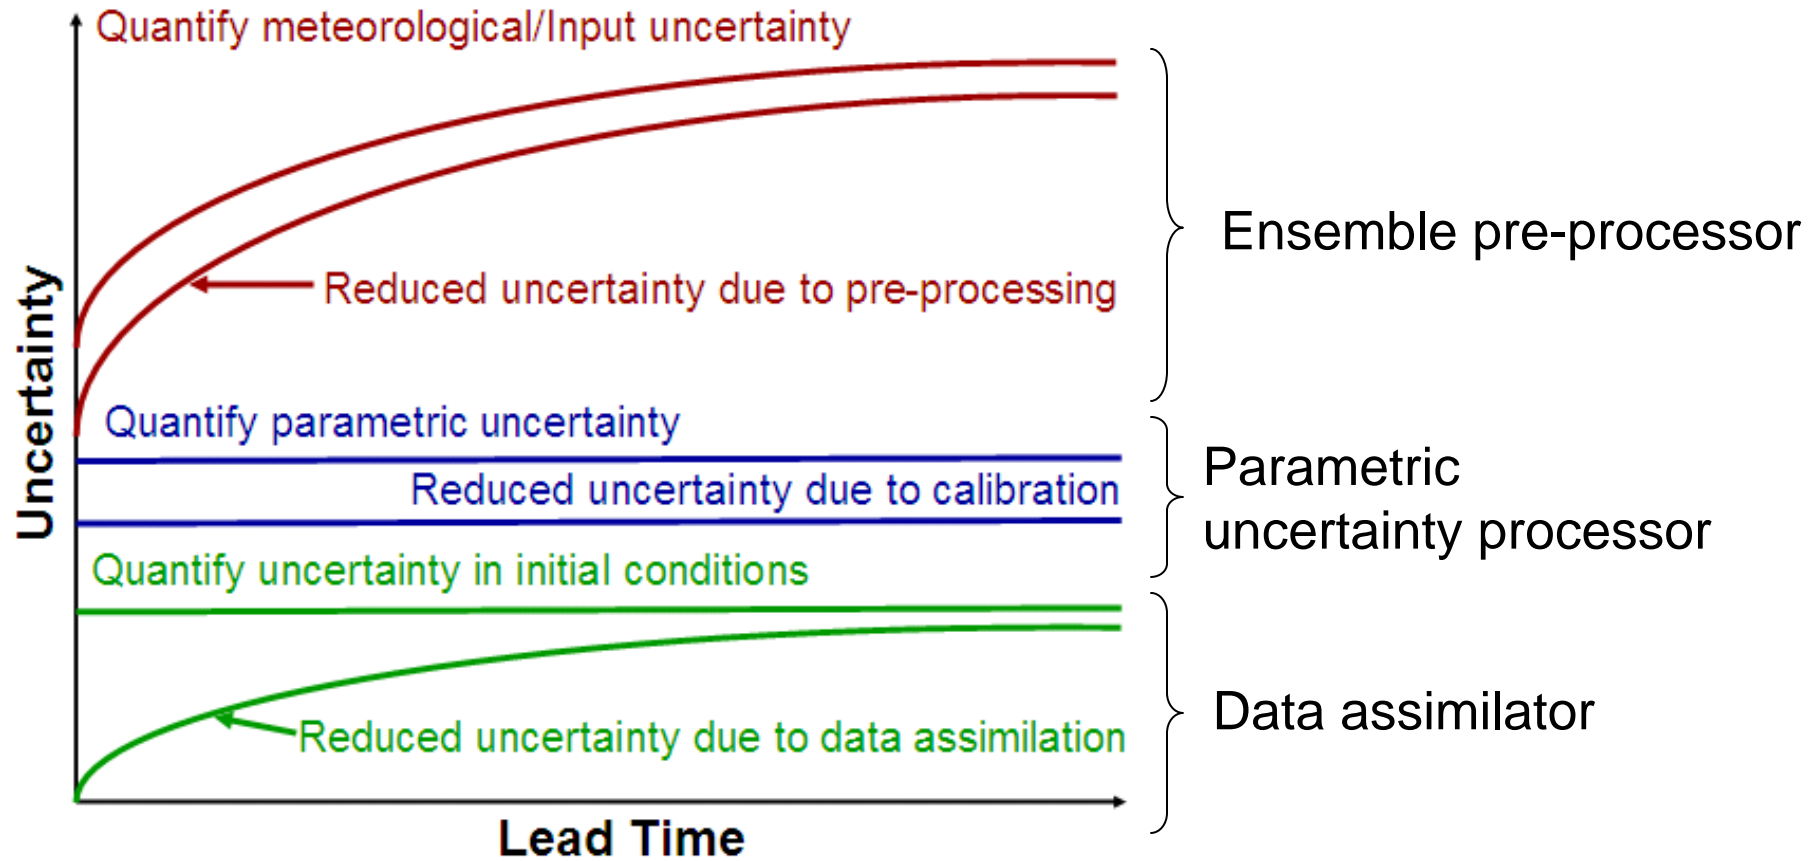 Quantify meteorological/Input uncertainty
Ensemble pre-processor
Reduced uncertainty due to pre-processing
Uncertainty
Quantify parametric uncertainty
Parametric
uncertainty processor
Reduced uncertainty due to calibration
Quantify uncertainty in initial conditions
Data assimilator
Reduced uncertainty due to data assimilation
Lead Time